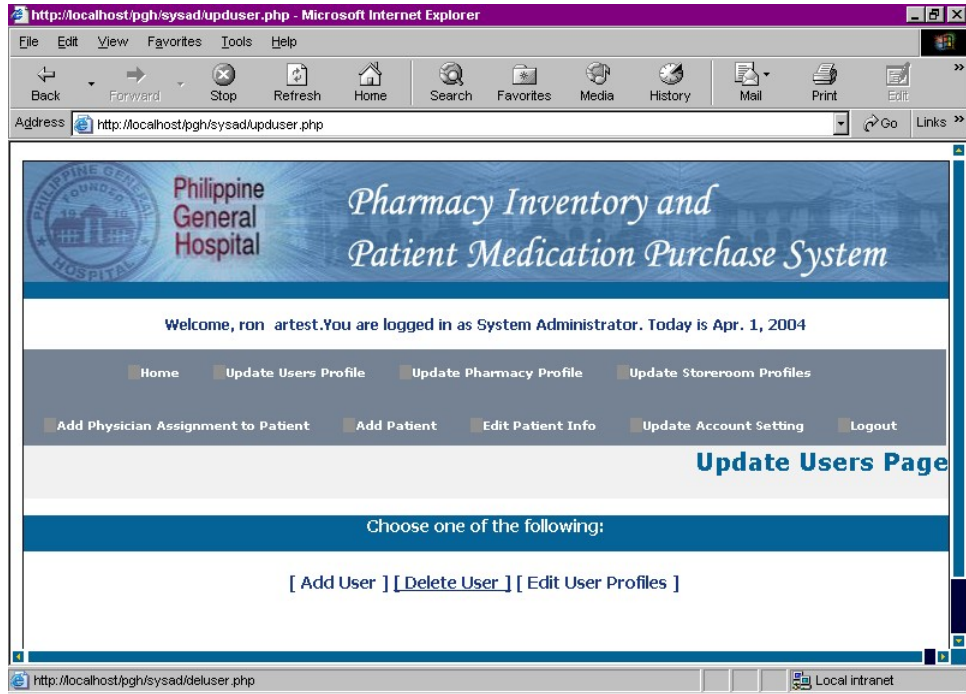 http://localhost/pgh/sysad/upduser.php - Microsoft Internet Explorer
File Edit View Favorites Tools Help
Back Forward Stop Refresh Home Search Favorites Media History Mail Print Edit »
Address http://localhost/pgh/sysad/upduser.php Go Links »
PHILIPPINE GENERAL HOSPITAL
FOUNDED
1910
Philippine
General
Hospital
Pharmacy Inventory and
Patient Medication Purchase System
Welcome, ron artest.You are logged in as System Administrator. Today is Apr. 1, 2004
Home Update Users Profile Update Pharmacy Profile Update Storeroom Profiles
Add Physician Assignment to Patient Add Patient Edit Patient Info Update Account Setting Logout
Update Users Page
Choose one of the following:
[ Add User ] [ Delete User ] [ Edit User Profiles ]
http://localhost/pgh/sysad/deluser.php Local intranet